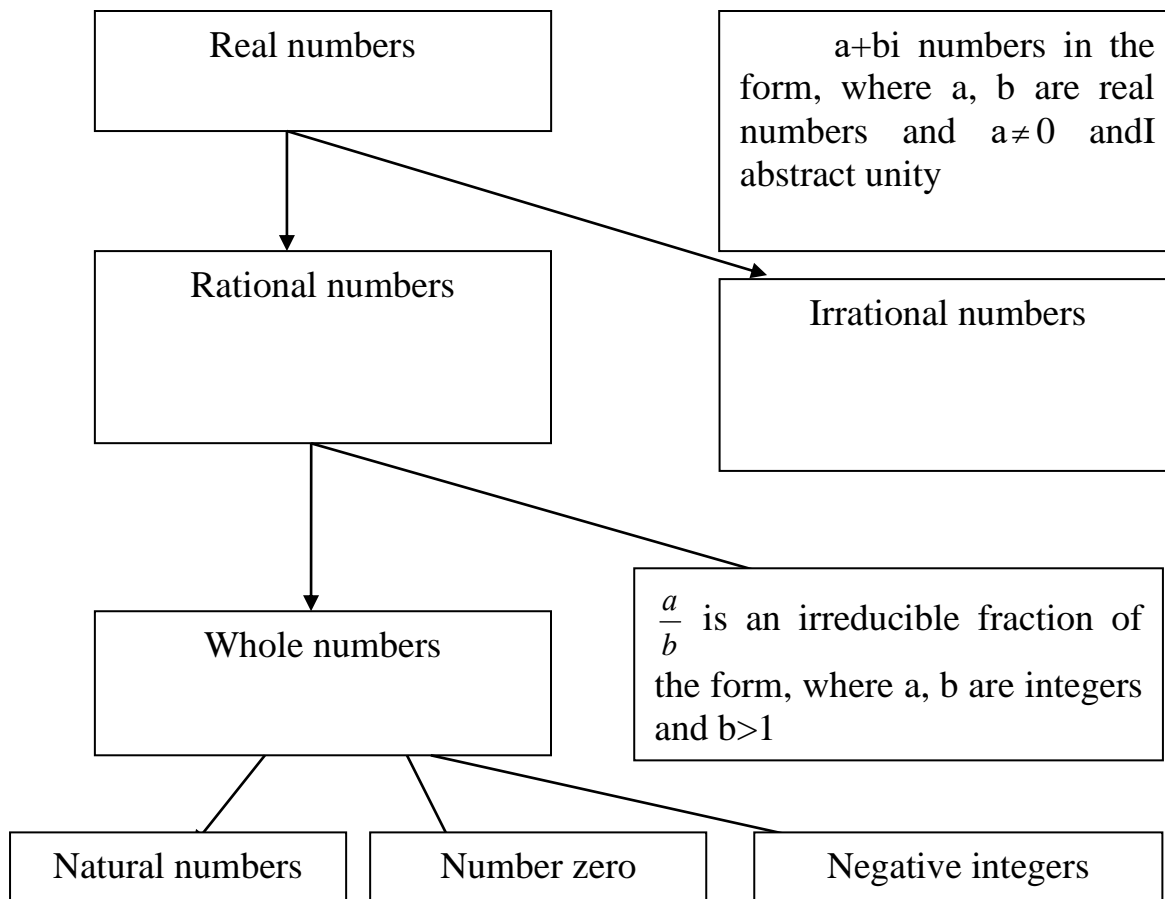 Real numbers
a+bi numbers in the
form, where a, b are real
numbers and a≠0 andI
abstract unity
Rational numbers
Irrational numbers
Whole numbers
a/b is an irreducible fraction of
the form, where a, b are integers
and b>1
Natural numbers
Number zero
Negative integers